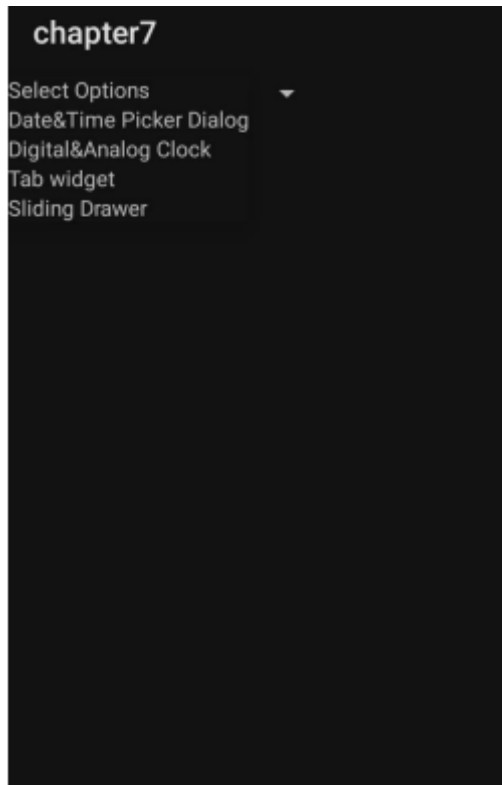 chapter7
Select Options
Date&Time Picker Dialog
Digital&Analog Clock
Tab widget
Sliding Drawer